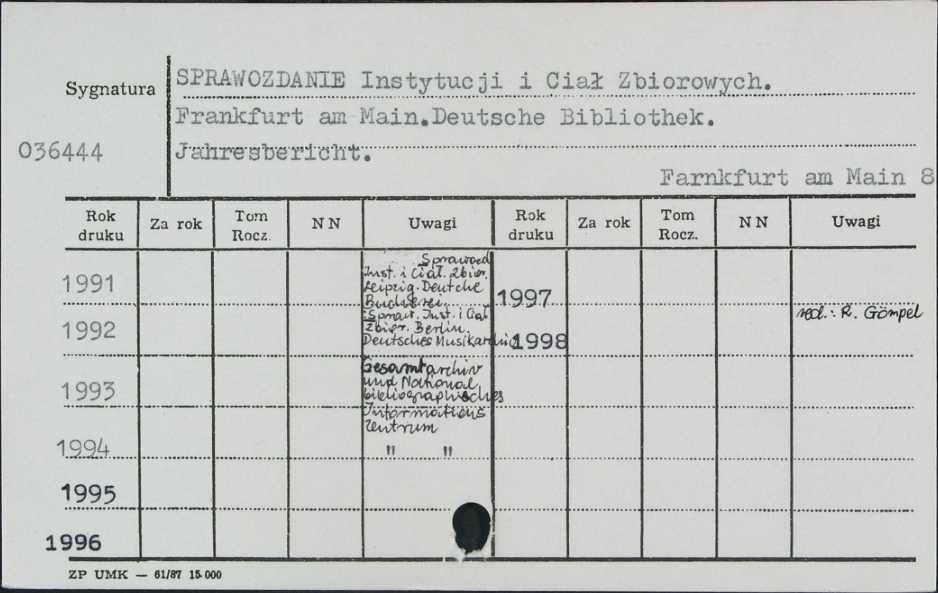 Sygnatura
SPRAWOZDANIE Instytucji i Ciał Zbiorowych.
Frankfurt am Main.Deutsche Bibliothek.
036444
Jahresbericht.
Farnkfurt am Main 8
Rok druku Za rok Tom Rocz. N N Uwagi Rok druku Za rok Tom Rocz. N N Uwagi
1991
Sprawozd
Inst. i Ciał. Zbior.
Leipzig. Deutche
Bucherei
1997
1992
Spraw. Inst. i Ciał
Zbior. Berlin.
Deutsches Musikarchiv
1998
red.: R. Gömpel
1993
Gesamtarchiv
und National
bibliographisches
Informations
Zentrum
1994
" "
1995
1996
ZP UMK — 61/87 15.000